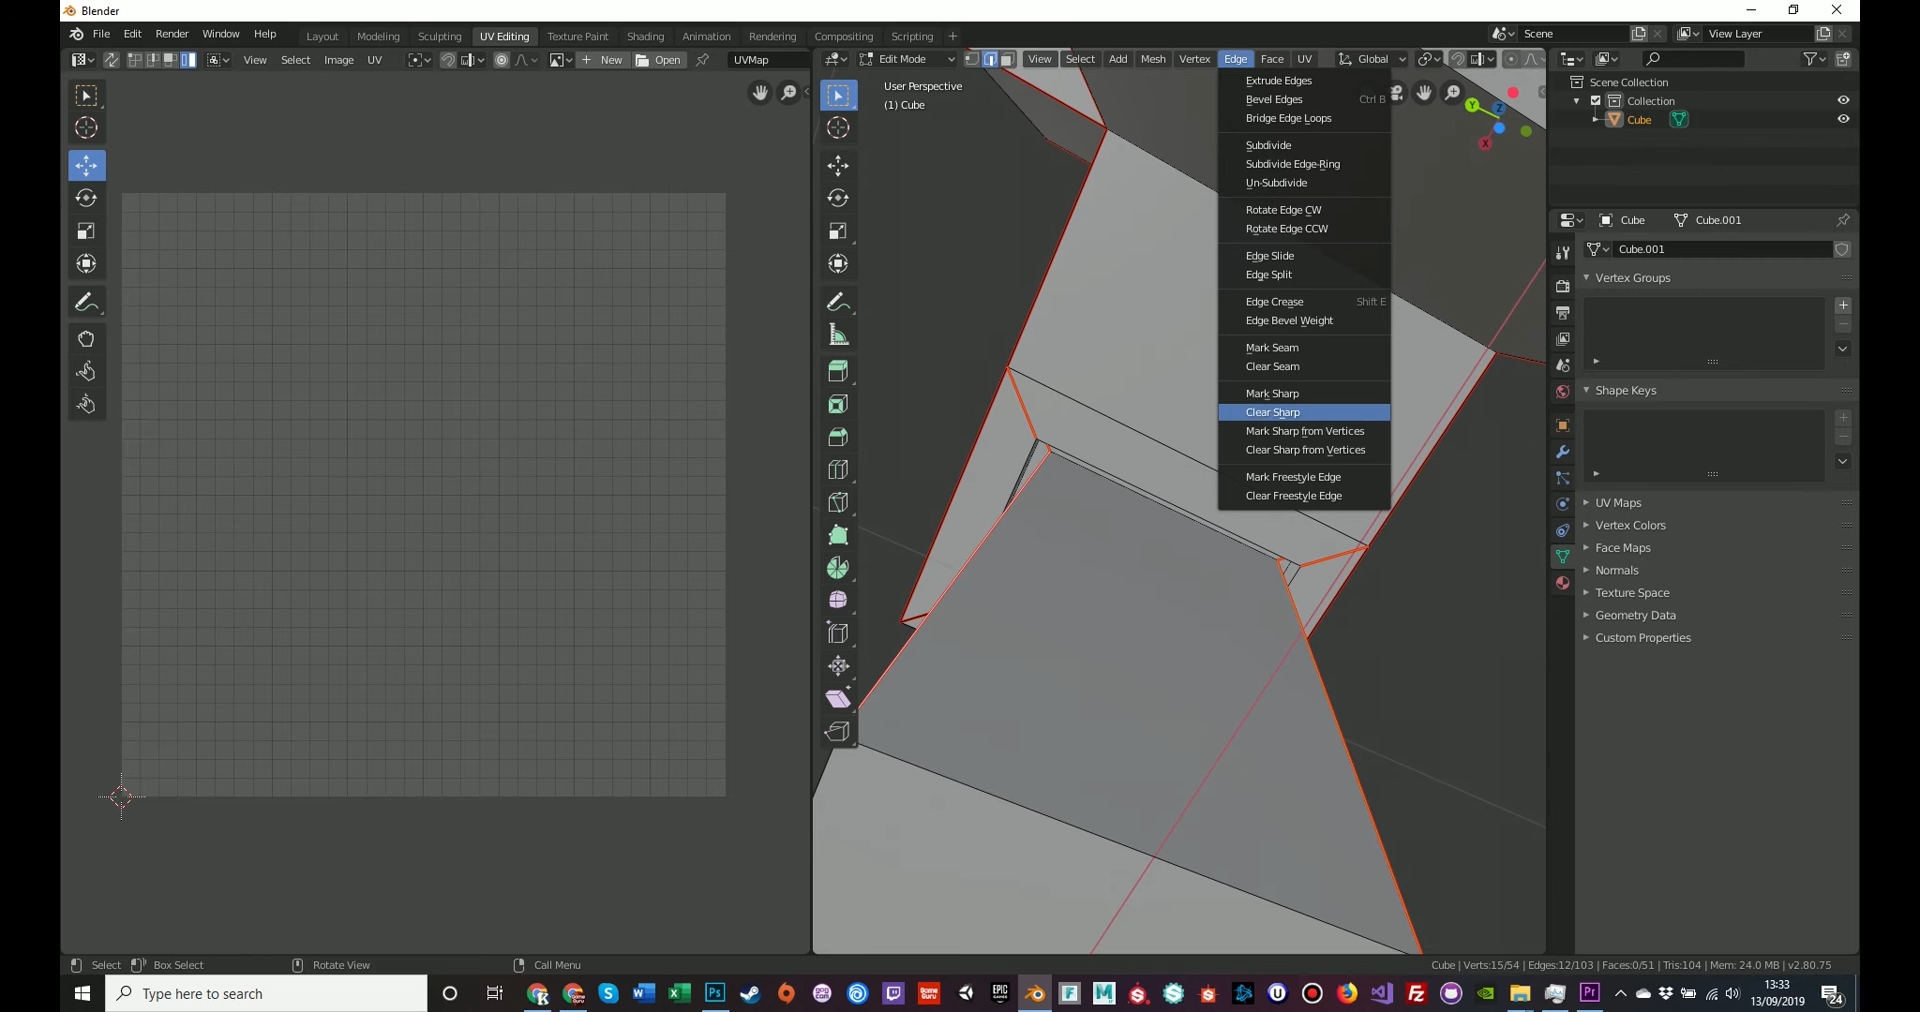 Blender
File Edit Render Window Help
Layout Modeling Sculpting UV Editing Texture Paint Shading Animation Rendering Compositing Scripting +
Scene
View Layer
View Select Image UV
New
Open
UVMap
Edit Mode
View Select Add Mesh Vertex Edge Face UV
Global
User Perspective
(1) Cube
Extrude Edges
Bevel Edges Ctrl B
Bridge Edge Loops
Subdivide
Subdivide Edge-Ring
Un-Subdivide
Rotate Edge CW
Rotate Edge CCW
Edge Slide
Edge Split
Edge Crease Shift E
Edge Bevel Weight
Mark Seam
Clear Seam
Mark Sharp
Clear Sharp
Mark Sharp from Vertices
Clear Sharp from Vertices
Mark Freestyle Edge
Clear Freestyle Edge
Y
Z
X
Scene Collection
Collection
Cube
Cube Cube.001
Cube.001
Vertex Groups
Shape Keys
UV Maps
Vertex Colors
Face Maps
Normals
Texture Space
Geometry Data
Custom Properties
Select Box Select Rotate View Call Menu
Cube | Verts:15/54 | Edges:12/103 | Faces:0/51 | Tris:104 | Mem: 24.0 MB | v2.80.75
Type here to search
13:33
13/09/2019
24